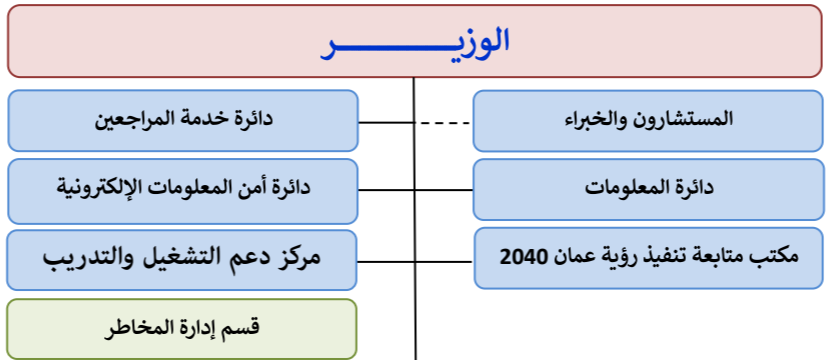 الوزيـــــــــــر
المستشارون والخبراء
دائرة خدمة المراجعين
دائرة المعلومات
دائرة أمن المعلومات الإلكترونية
مكتب متابعة تنفيذ رؤية عمان 2040
مركز دعم التشغيل والتدريب
قسم إدارة المخاطر